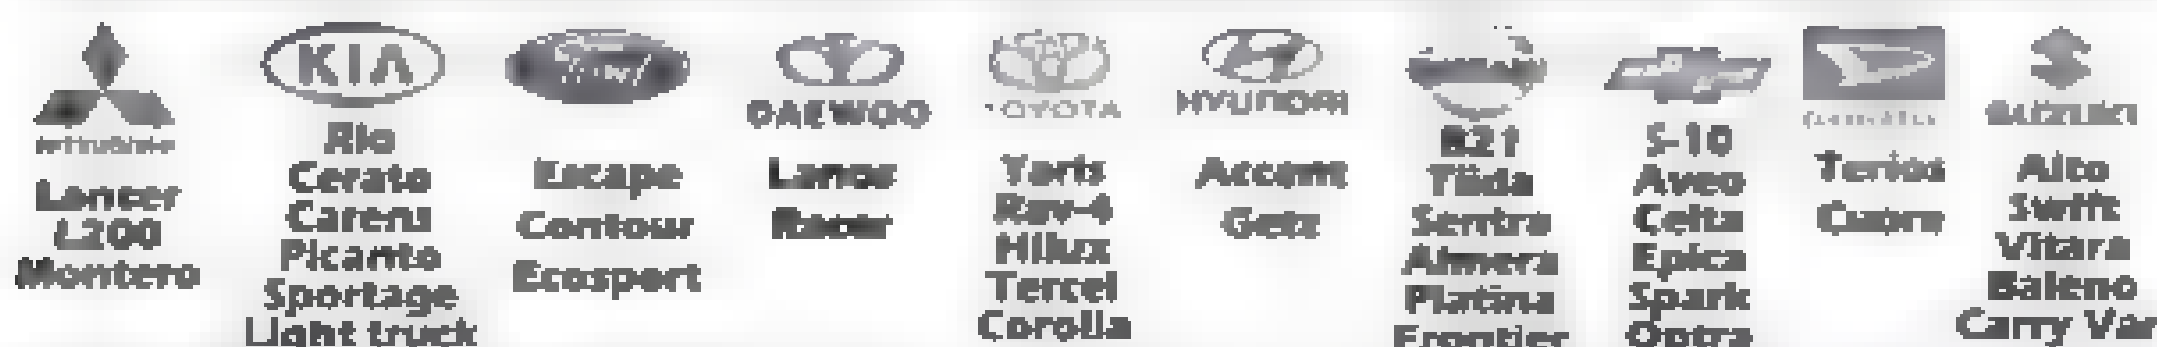 KIA
DAEWOO
TOYOTA
HYUNDAI
SUZUKI
Lancer
L200
Montero
Rio
Cerato
Carens
Picanto
Sportage
Light truck
Escape
Contour
Ecosport
Lanos
Racer
Yaris
Rav-4
Hilux
Tercel
Corolla
Accent
Getz
B21
Tiida
Sentra
Almera
Platina
Frontier
S-10
Aveo
Celta
Epica
Spark
Optra
Terios
Cuore
Alto
Swift
Vitara
Baleno
Carry Van